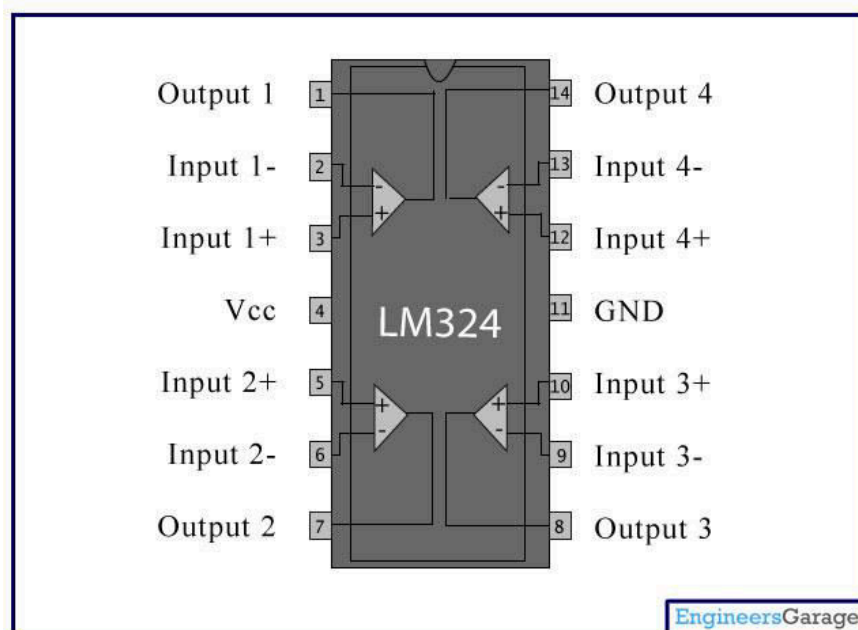 Output 1 1 14 Output 4
Input 1- 2 - - 13 Input 4-
Input 1+ 3 + + 12 Input 4+
Vcc 4 LM324 11 GND
Input 2+ 5 + + 10 Input 3+
Input 2- 6 - - 9 Input 3-
Output 2 7 8 Output 3
EngineersGarage